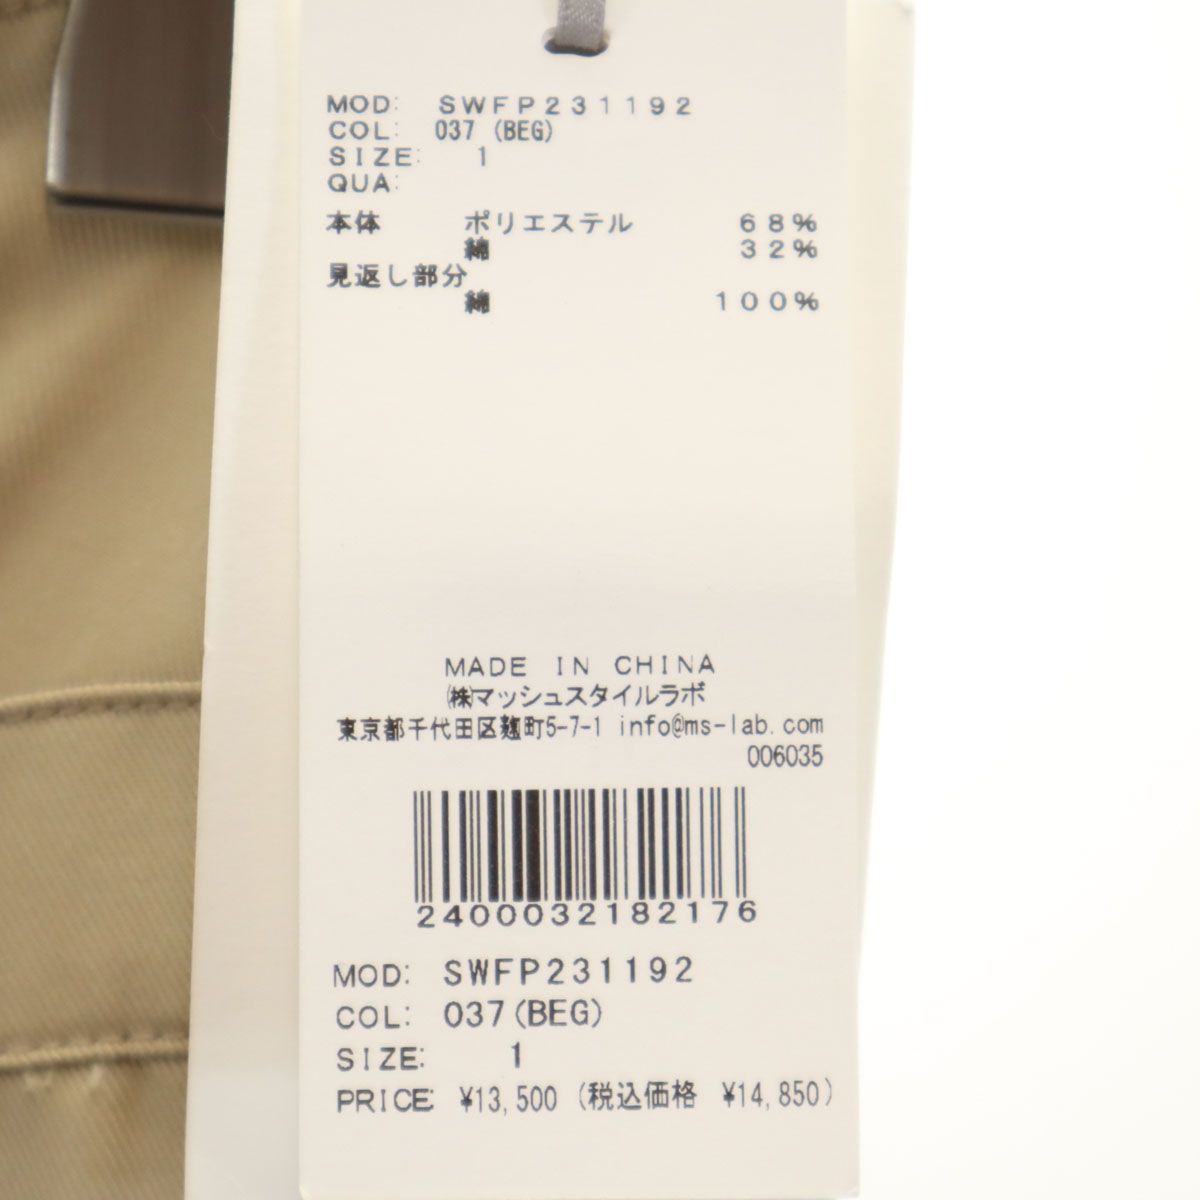 MOD: SWFP231192
COL: 037 (BEG)
SIZE: 1
QUA:
本体 ポリエステル 68%
綿 32%
見返し部分
綿 100%
MADE IN CHINA
㈱マッシュスタイルラボ
東京都千代田区麹町5-7-1 info@ms-lab.com
006035
2400032182176
MOD: SWFP231192
COL: 037(BEG)
SIZE: 1
PRICE: ¥13,500 (税込価格 ¥14,850)